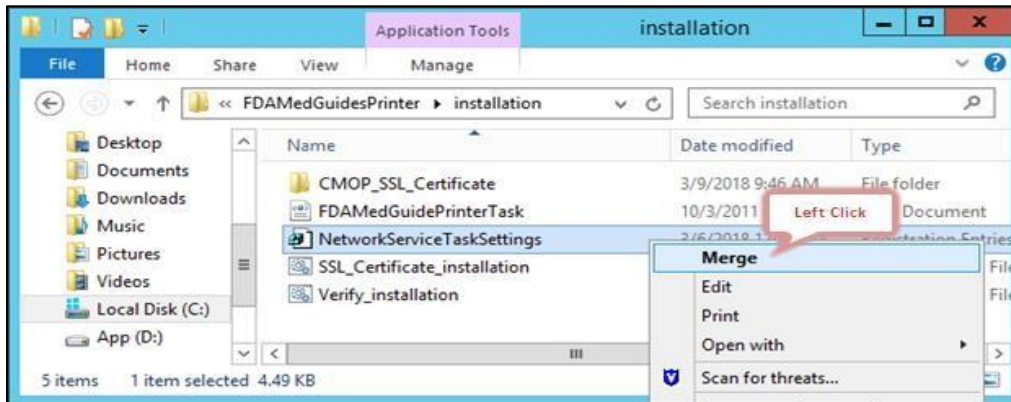 Application Tools
installation
File Home Share View Manage
« FDAMedGuidesPrinter installation
Search installation
Desktop
Documents
Downloads
Music
Pictures
Videos
Local Disk (C:)
App (D:)
Name Date modified Type
CMOP_SSL_Certificate 3/9/2018 9:46 AM File folder
FDAMedGuidePrinterTask 10/3/2011 Document
NetworkServiceTaskSettings Registration Entries
SSL_Certificate_installation
Verify_installation
Left Click
Merge
Edit
Print
Open with
Scan for threats...
5 items 1 item selected 4.49 KB